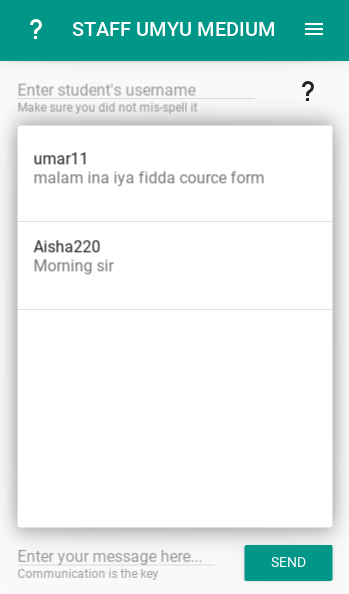 ? STAFF UMYU MEDIUM
Enter student's username ?
Make sure you did not mis-spell it
umar11
malam ina iya fidda cource form
Aisha220
Morning sir
Enter your message here... SEND
Communication is the key